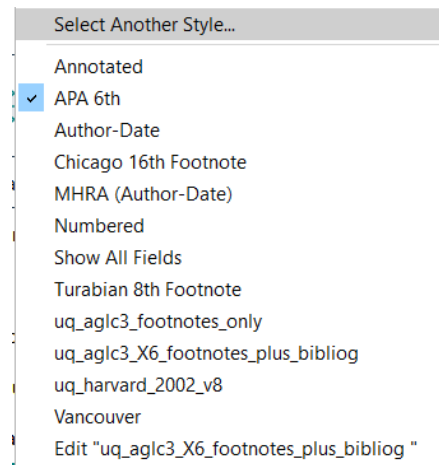 Select Another Style...
Annotated
APA 6th
Author-Date
Chicago 16th Footnote
MHRA (Author-Date)
Numbered
Show All Fields
Turabian 8th Footnote
uq_aglc3_footnotes_only
uq_aglc3_X6_footnotes_plus_bibliog
uq_harvard_2002_v8
Vancouver
Edit "uq_aglc3_X6_footnotes_plus_bibliog "